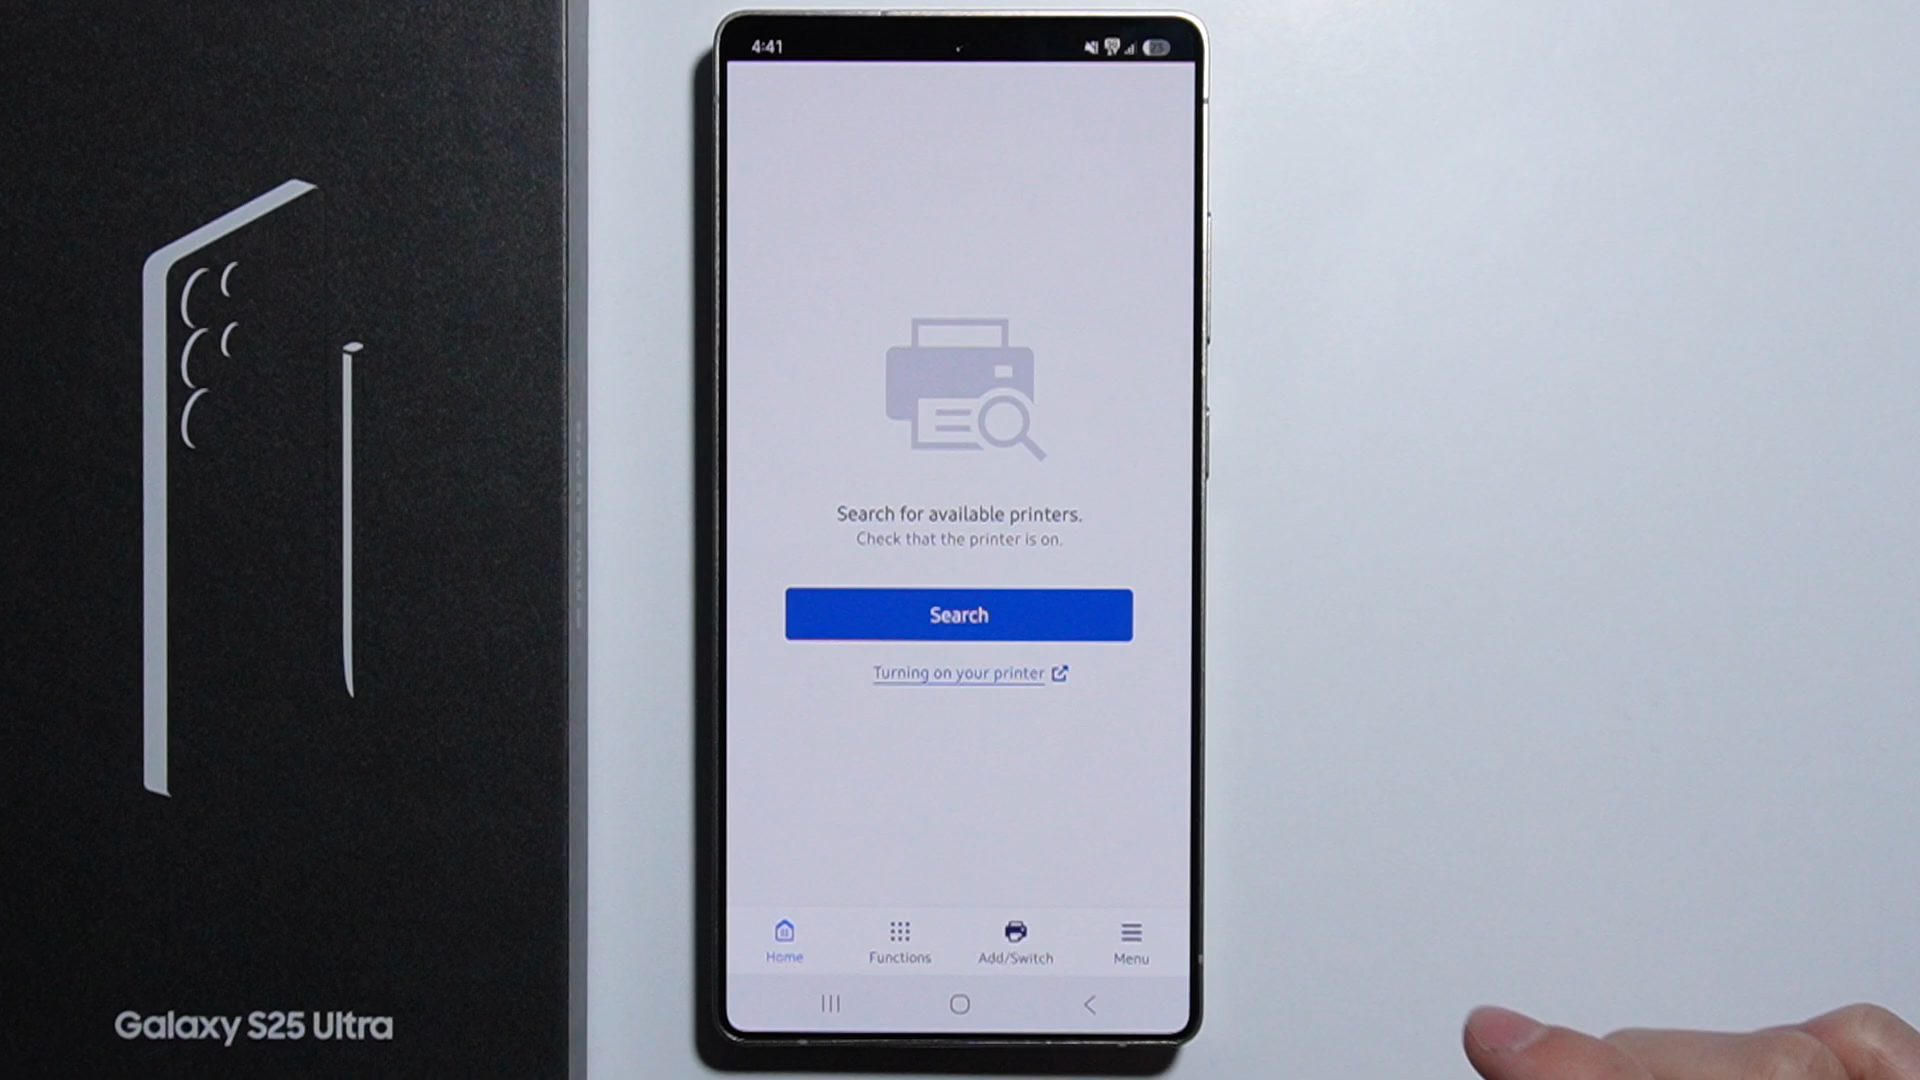 4:41
Search for available printers.
Check that the printer is on.
Search
Turning on your printer
Home
Functions
Add/Switch
Menu
Galaxy S25 Ultra